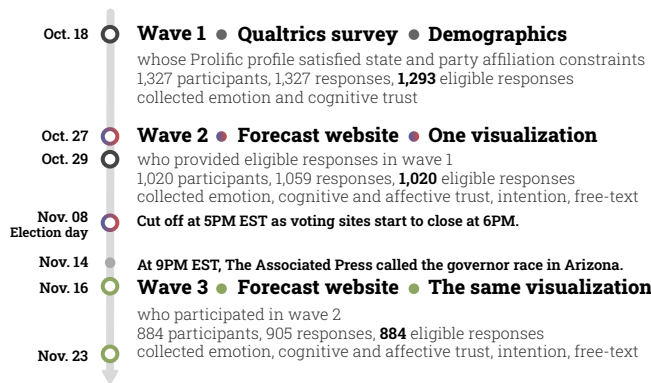 Oct. 18 Wave 1 ● Qualtrics survey ● Demographics
whose Prolific profile satisfied state and party affiliation constraints
1,327 participants, 1,327 responses, 1,293 eligible responses
collected emotion and cognitive trust
Oct. 27 Wave 2 ● Forecast website ● One visualization
Oct. 29 who provided eligible responses in wave 1
1,020 participants, 1,059 responses, 1,020 eligible responses
collected emotion, cognitive and affective trust, intention, free-text
Nov. 08 Cut off at 5PM EST as voting sites start to close at 6PM.
Election day
Nov. 14 At 9PM EST, The Associated Press called the governor race in Arizona.
Nov. 16 Wave 3 ● Forecast website ● The same visualization
who participated in wave 2
884 participants, 905 responses, 884 eligible responses
Nov. 23 collected emotion, cognitive and affective trust, intention, free-text